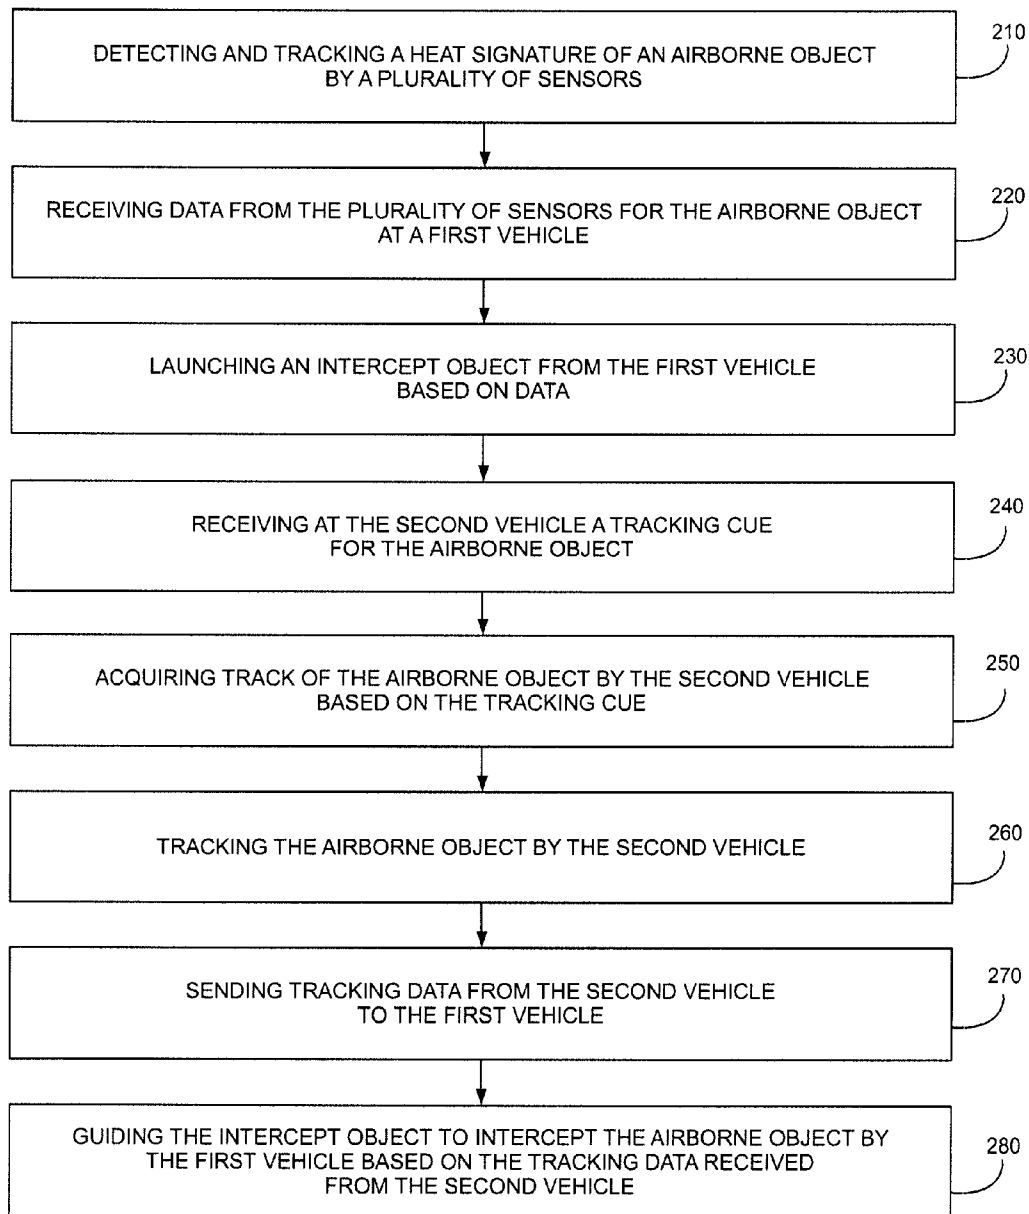 DETECTING AND TRACKING A HEAT SIGNATURE OF AN AIRBORNE OBJECT
BY A PLURALITY OF SENSORS
210
RECEIVING DATA FROM THE PLURALITY OF SENSORS FOR THE AIRBORNE OBJECT
AT A FIRST VEHICLE
220
LAUNCHING AN INTERCEPT OBJECT FROM THE FIRST VEHICLE
BASED ON DATA
230
RECEIVING AT THE SECOND VEHICLE A TRACKING CUE
FOR THE AIRBORNE OBJECT
240
ACQUIRING TRACK OF THE AIRBORNE OBJECT BY THE SECOND VEHICLE
BASED ON THE TRACKING CUE
250
TRACKING THE AIRBORNE OBJECT BY THE SECOND VEHICLE
260
SENDING TRACKING DATA FROM THE SECOND VEHICLE
TO THE FIRST VEHICLE
270
GUIDING THE INTERCEPT OBJECT TO INTERCEPT THE AIRBORNE OBJECT BY
THE FIRST VEHICLE BASED ON THE TRACKING DATA RECEIVED
FROM THE SECOND VEHICLE
280